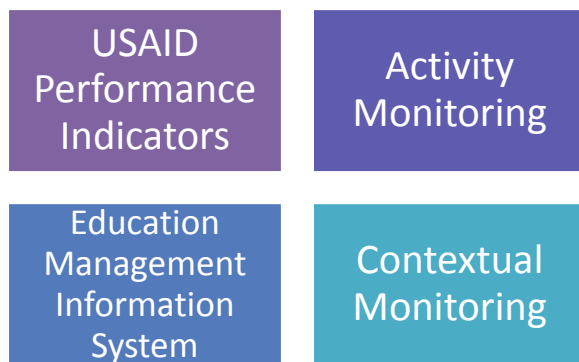 USAID
Performance
Indicators
Activity
Monitoring
Education
Management
Information
System
Contextual
Monitoring